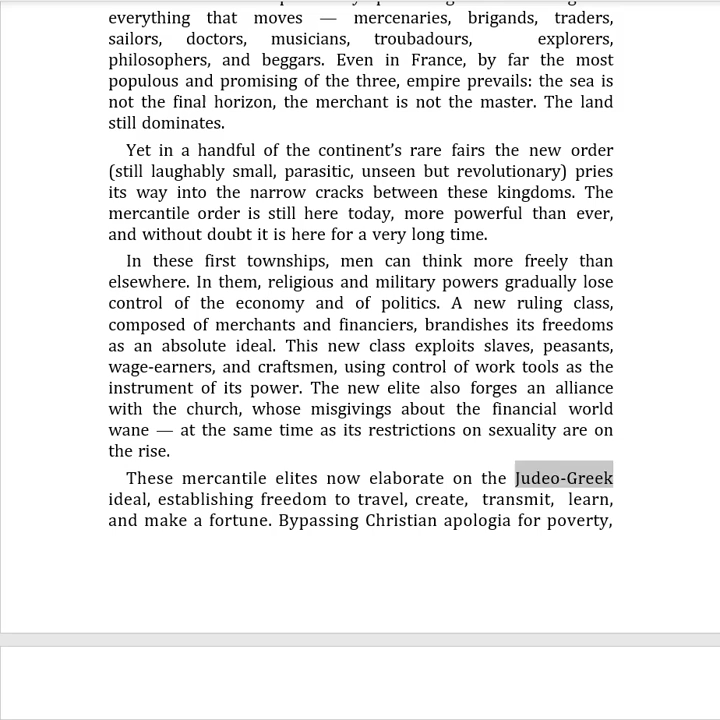 everything that moves — mercenaries, brigands, traders,
sailors, doctors, musicians, troubadours, explorers,
philosophers, and beggars. Even in France, by far the most
populous and promising of the three, empire prevails: the sea is
not the final horizon, the merchant is not the master. The land
still dominates.
Yet in a handful of the continent’s rare fairs the new order
(still laughably small, parasitic, unseen but revolutionary) pries
its way into the narrow cracks between these kingdoms. The
mercantile order is still here today, more powerful than ever,
and without doubt it is here for a very long time.
In these first townships, men can think more freely than
elsewhere. In them, religious and military powers gradually lose
control of the economy and of politics. A new ruling class,
composed of merchants and financiers, brandishes its freedoms
as an absolute ideal. This new class exploits slaves, peasants,
wage-earners, and craftsmen, using control of work tools as the
instrument of its power. The new elite also forges an alliance
with the church, whose misgivings about the financial world
wane — at the same time as its restrictions on sexuality are on
the rise.
These mercantile elites now elaborate on the Judeo-Greek
ideal, establishing freedom to travel, create, transmit, learn,
and make a fortune. Bypassing Christian apologia for poverty,